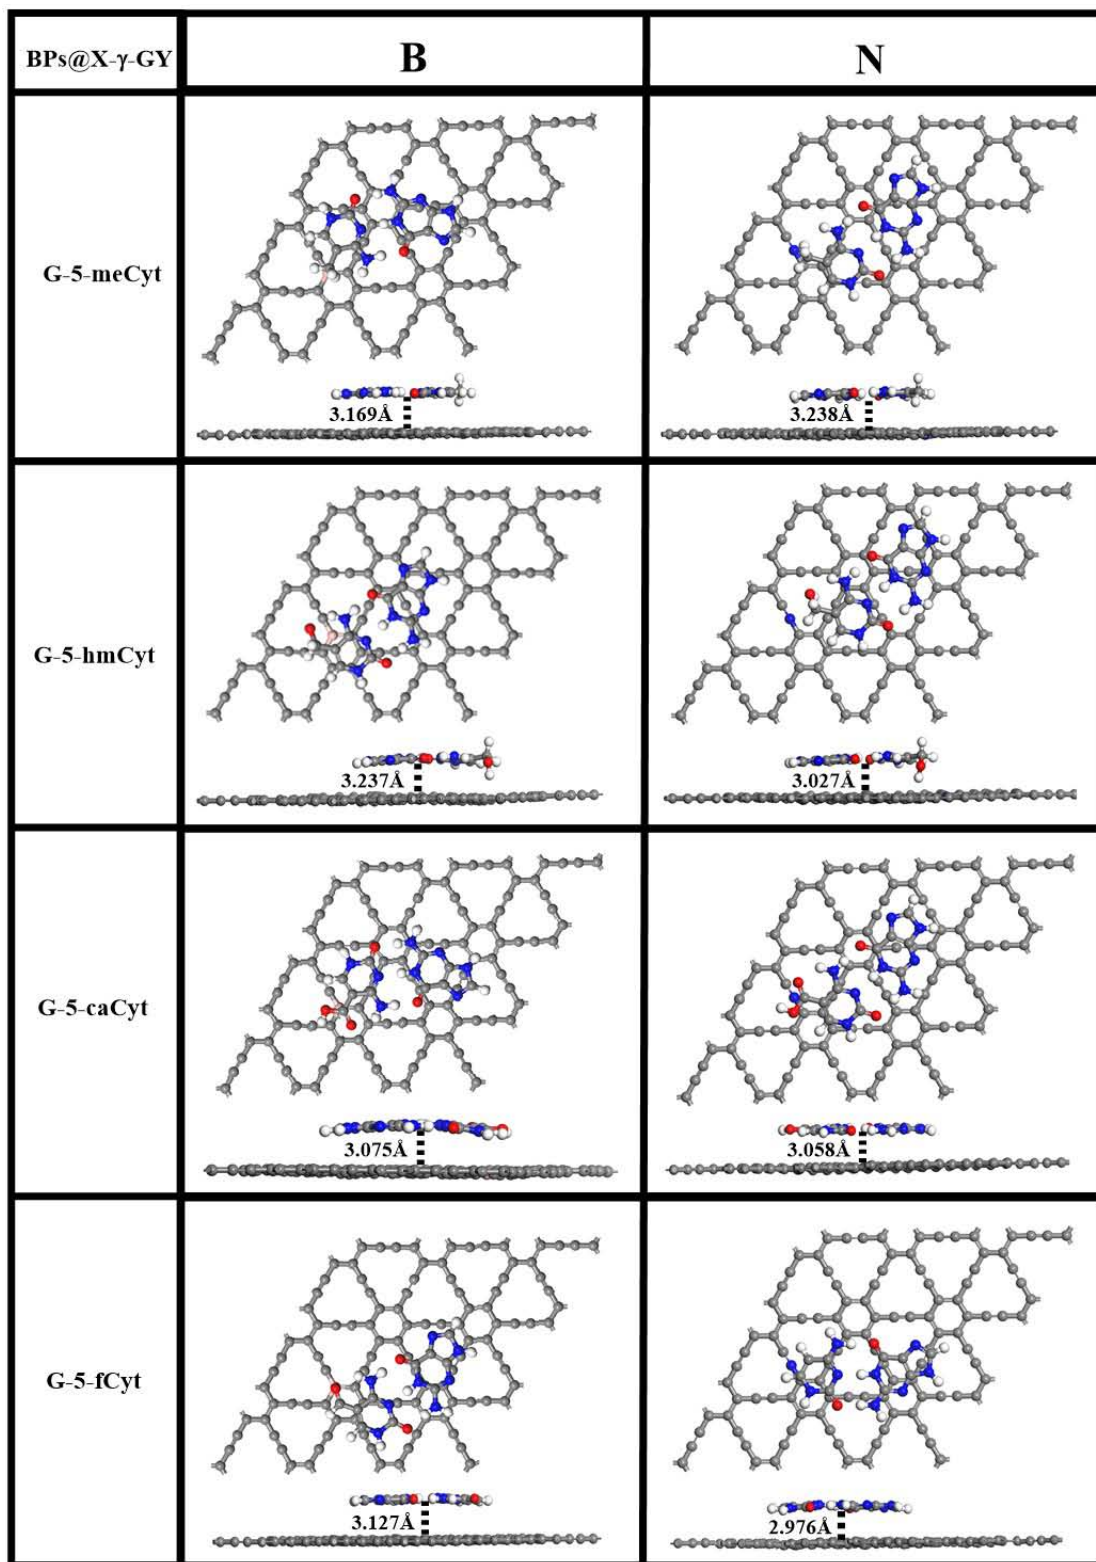 BPs@X-γ-GY
B
N
G-5-meCyt
3.169Å
3.238Å
G-5-hmCyt
3.237Å
3.027Å
G-5-caCyt
3.075Å
3.058Å
G-5-fCyt
3.127Å
2.976Å